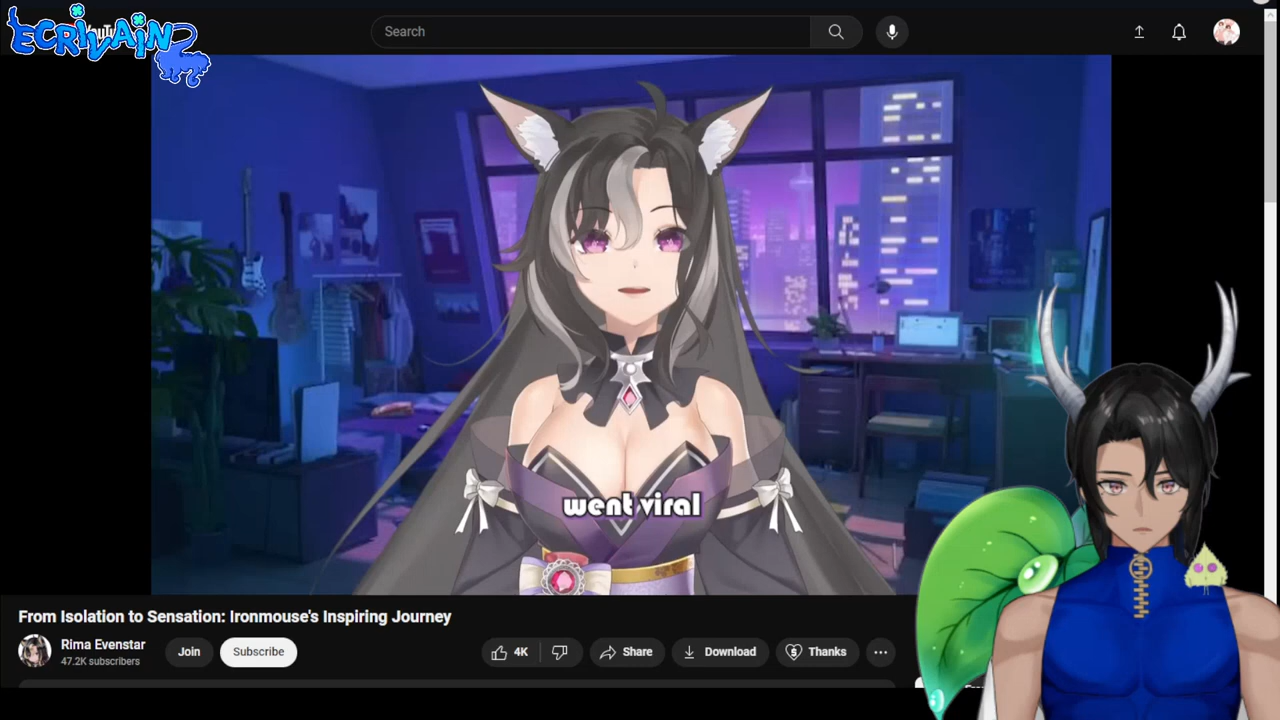 ECRIVAIN
Search
went viral
From Isolation to Sensation: Ironmouse's Inspiring Journey
Rima Evenstar
47.2K subscribers
Join
Subscribe
4K
Share
Download
Thanks